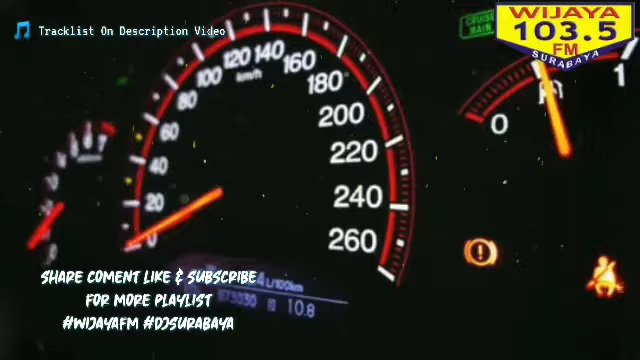 Tracklist On Description Video
WIJAYA
103.5
FM
SURABAYA
CRUISE
MAIN
0
20
40
60
80
100
120
140
160
180
200
220
240
260
km/h
0
1
L/100km
10.8
SHARE COMENT LIKE & SUBSCRIBE
FOR MORE PLAYLIST
#WIJAYAFM #DJSURABAYA